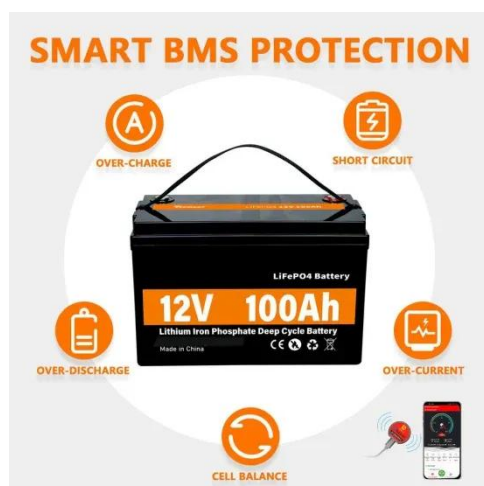 SMART BMS PROTECTION
A
OVER-CHARGE
SHORT CIRCUIT
LiFePO4 Battery
12V 100Ah
Lithium Iron Phosphate Deep Cycle Battery
Made in China
CE
OVER-DISCHARGE
OVER-CURRENT
CELL BALANCE